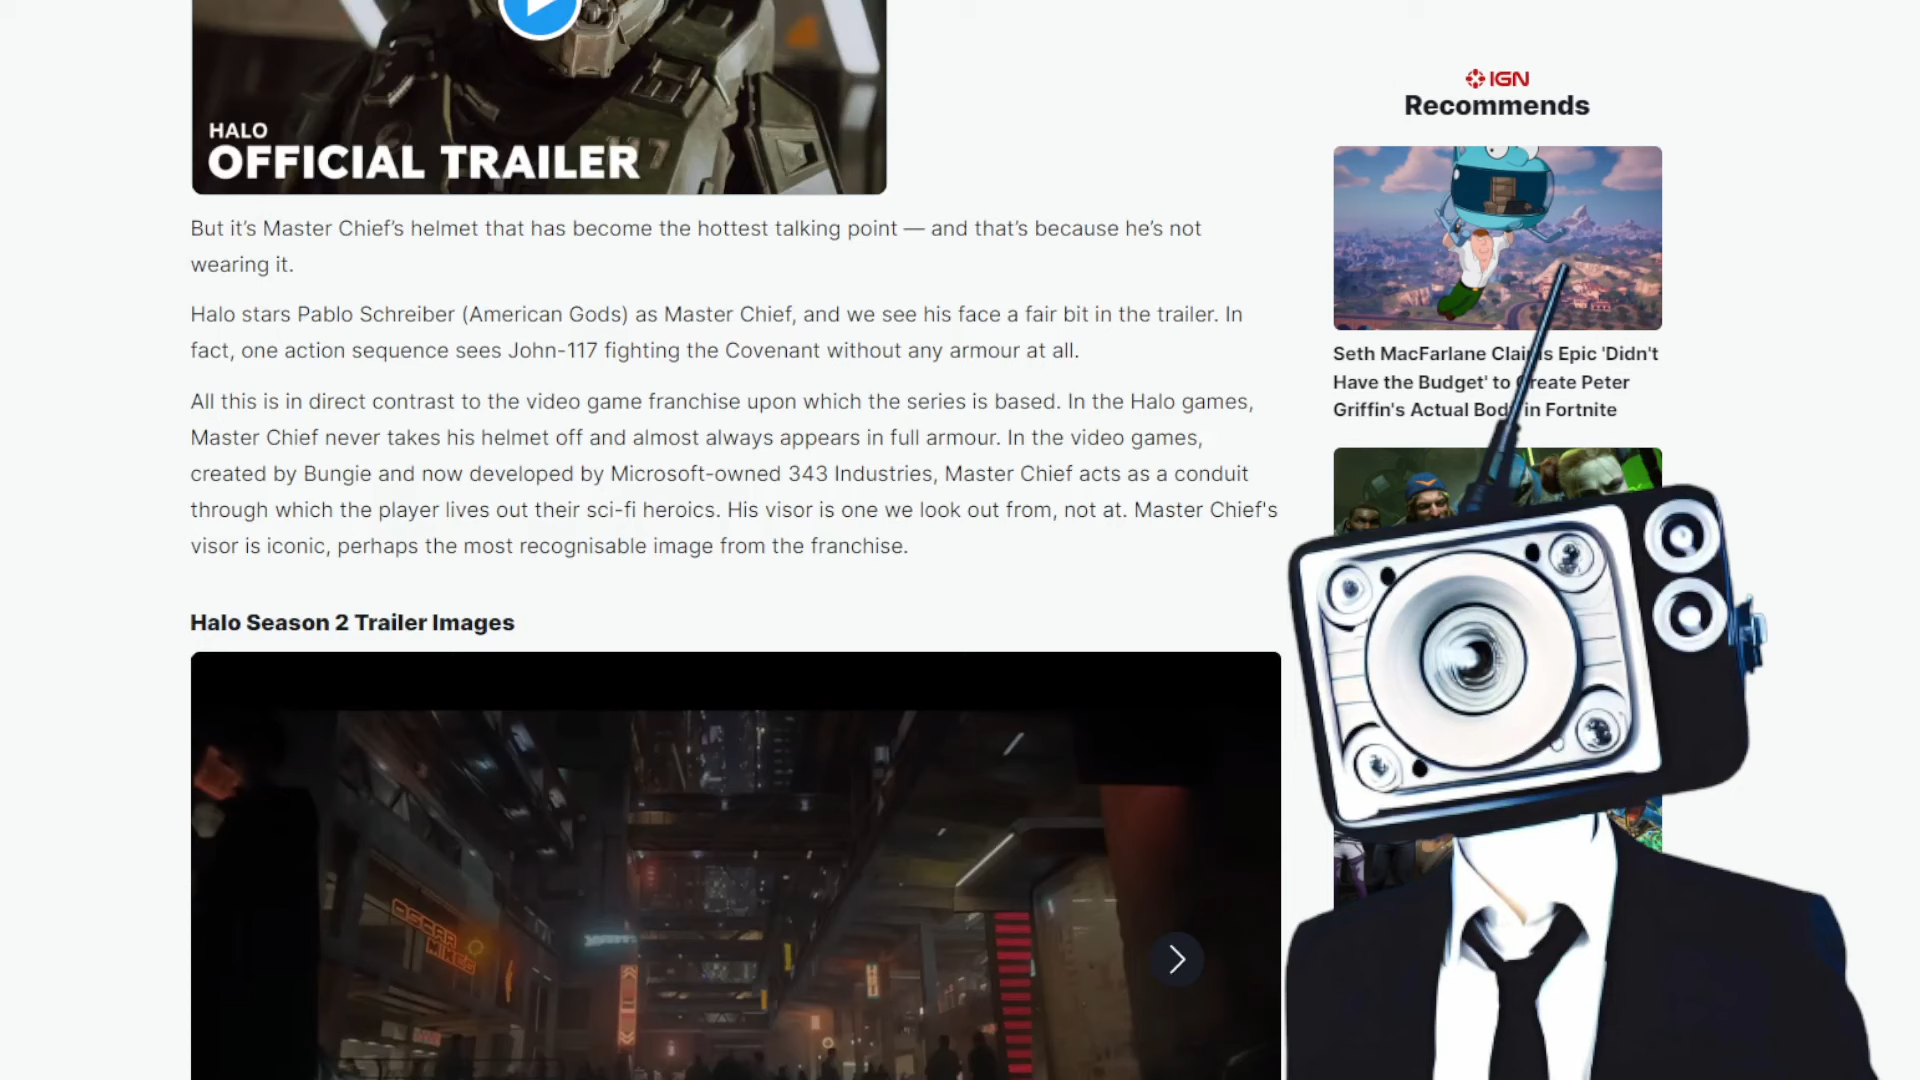 HALO
OFFICIAL TRAILER
But it’s Master Chief’s helmet that has become the hottest talking point — and that’s because he’s not
wearing it.
Halo stars Pablo Schreiber (American Gods) as Master Chief, and we see his face a fair bit in the trailer. In
fact, one action sequence sees John-117 fighting the Covenant without any armour at all.
All this is in direct contrast to the video game franchise upon which the series is based. In the Halo games,
Master Chief never takes his helmet off and almost always appears in full armour. In the video games,
created by Bungie and now developed by Microsoft-owned 343 Industries, Master Chief acts as a conduit
through which the player lives out their sci-fi heroics. His visor is one we look out from, not at. Master Chief's
visor is iconic, perhaps the most recognisable image from the franchise.
Halo Season 2 Trailer Images
OSCAR
MIKES
IGN
Recommends
Seth MacFarlane Claims Epic 'Didn't
Have the Budget' to Create Peter
Griffin's Actual Body in Fortnite